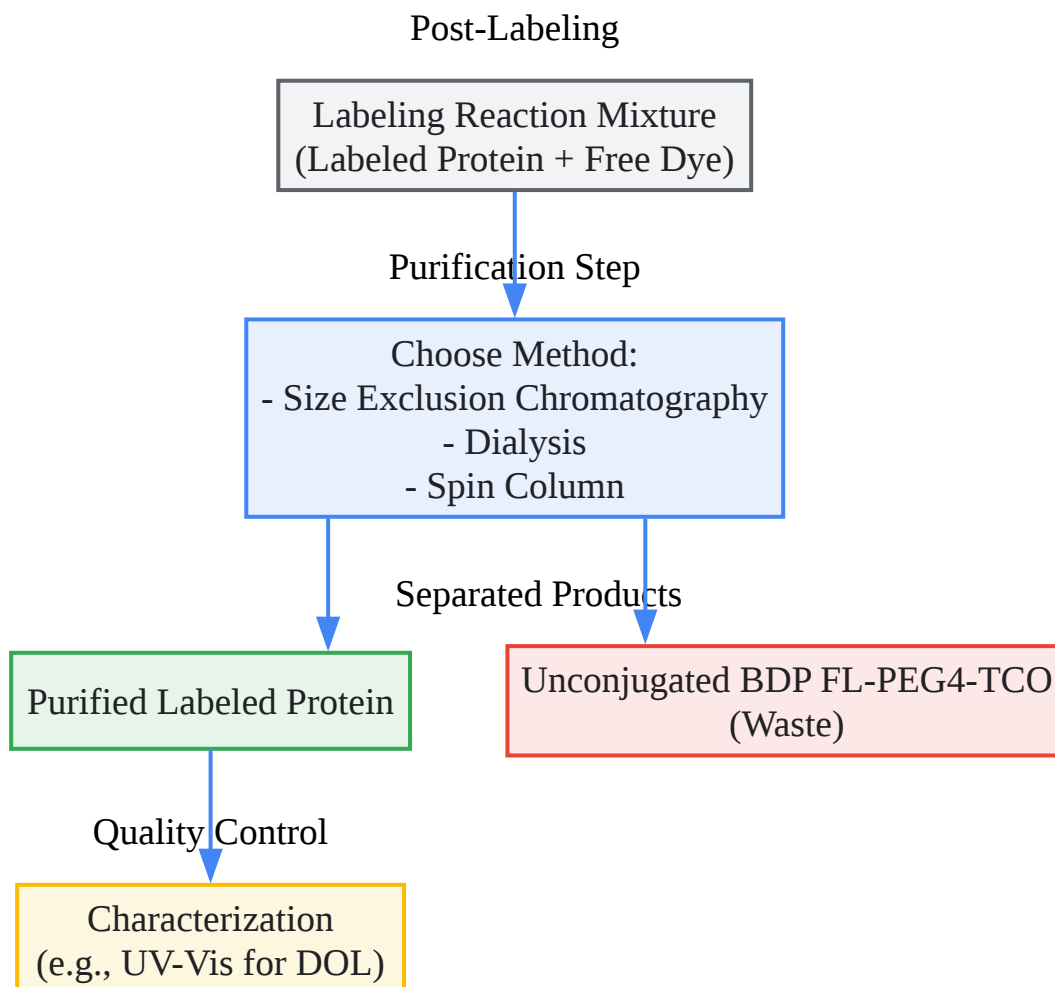 Post-Labeling
Labeling Reaction Mixture
(Labeled Protein + Free Dye)
Purification Step
Choose Method:
- Size Exclusion Chromatography
- Dialysis
- Spin Column
Separated Products
Purified Labeled Protein
Unconjugated BDP FL-PEG4-TCO
(Waste)
Quality Control
Characterization
(e.g., UV-Vis for DOL)